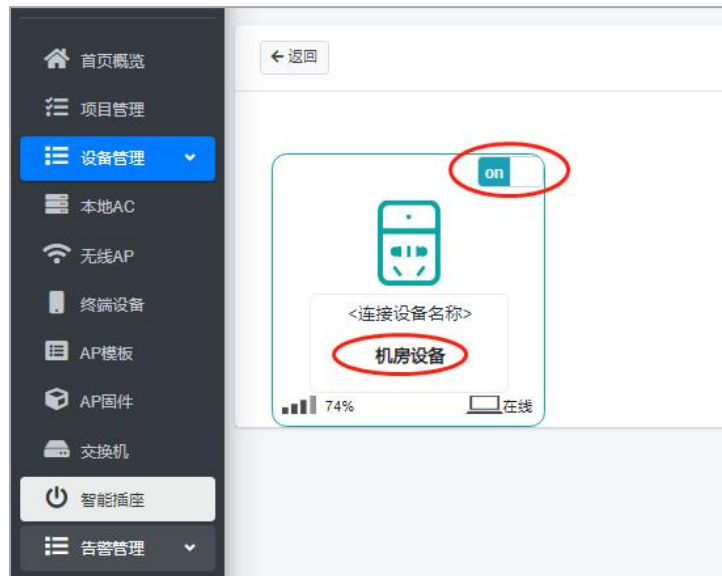 首页概览
项目管理
设备管理
本地AC
无线AP
终端设备
AP模板
AP固件
交换机
智能插座
告警管理
返回
on
<连接设备名称>
机房设备
74%
在线